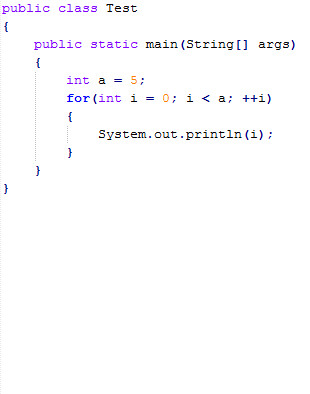 public class Test
{
    public static main(String[] args)
    {
        int a = 5;
        for(int i = 0; i < a; ++i)
        {
            System.out.println(i);
        }
    }
}